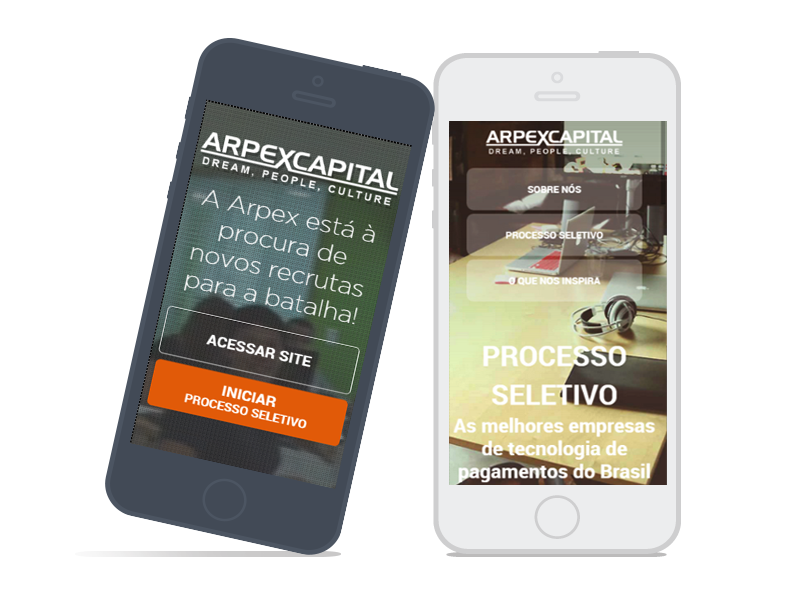 ARPEXCAPITAL
DREAM, PEOPLE, CULTURE
A Arpex está à
procura de
novos recrutas
para a batalha!
ACESSAR SITE
INICIAR
PROCESSO SELETIVO
ARPEXCAPITAL
DREAM, PEOPLE, CULTURE
SOBRE NÓS
PROCESSO SELETIVO
O QUE NOS INSPIRA
PROCESSO
SELETIVO
As melhores empresas
de tecnologia de
pagamentos do Brasil